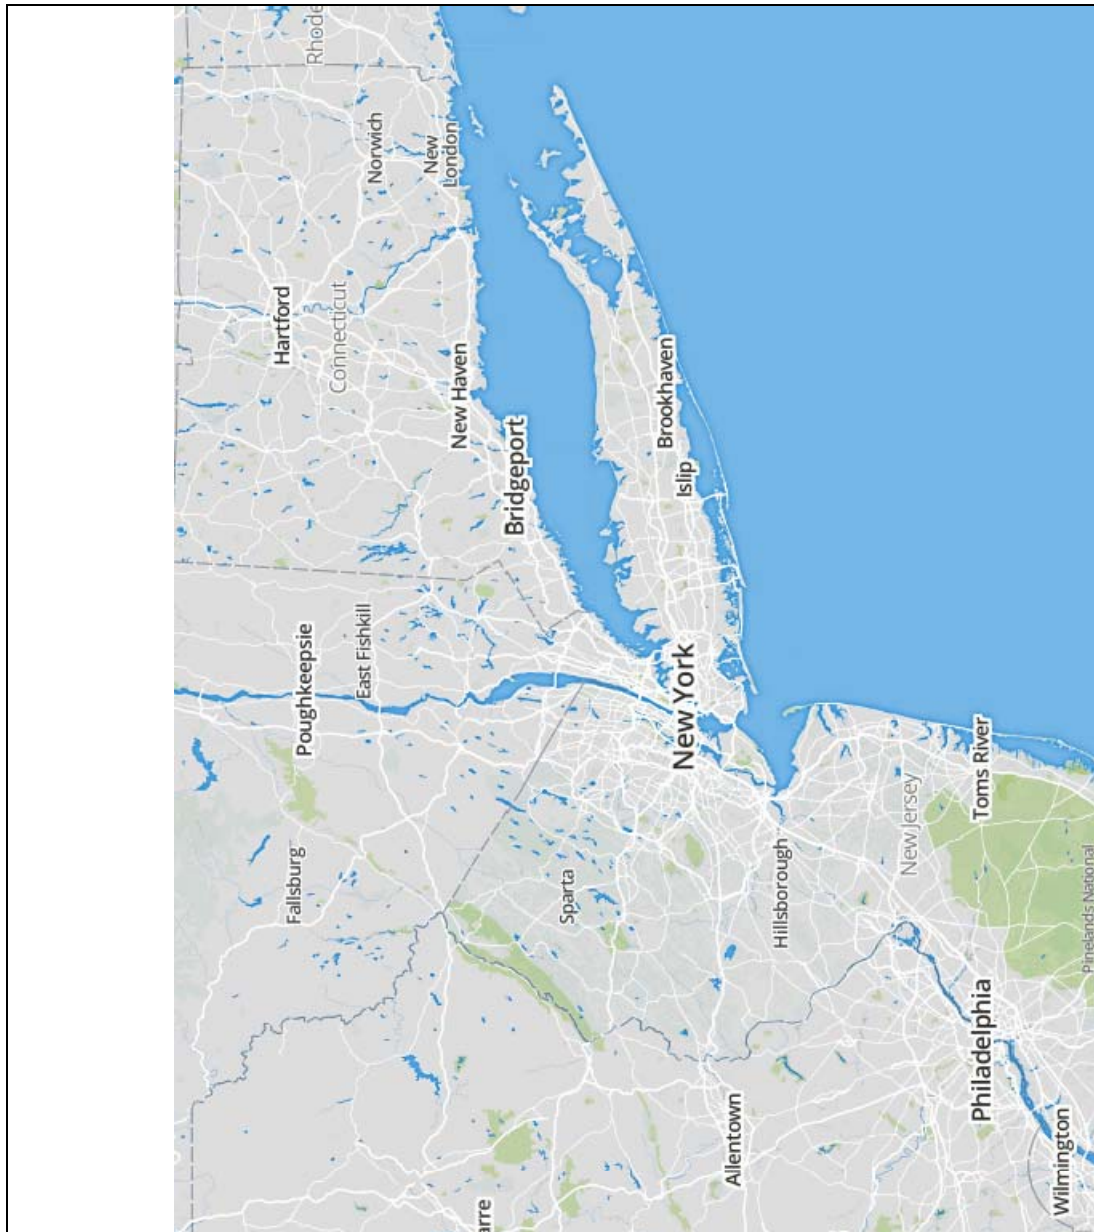 Fallsburg
Poughkeepsie
Hartford
Rhode
Connecticut
East Fishkill
Norwich
New
London
New Haven
arre
Bridgeport
Sparta
Brookhaven
New York
Islip
Allentown
Hillsborough
New Jersey
Philadelphia
Toms River
Wilmington
Pinelands National